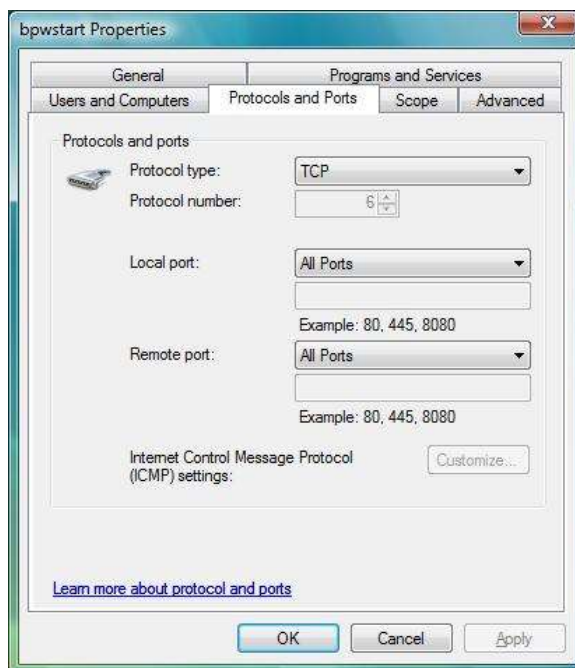 bpwstart Properties
General
Programs and Services
Users and Computers
Protocols and Ports
Scope
Advanced
Protocols and ports
Protocol type:
TCP
Protocol number:
6
Local port:
All Ports
Example: 80, 445, 8080
Remote port:
All Ports
Example: 80, 445, 8080
Internet Control Message Protocol
(ICMP) settings:
Customize...
Learn more about protocol and ports
OK
Cancel
Apply